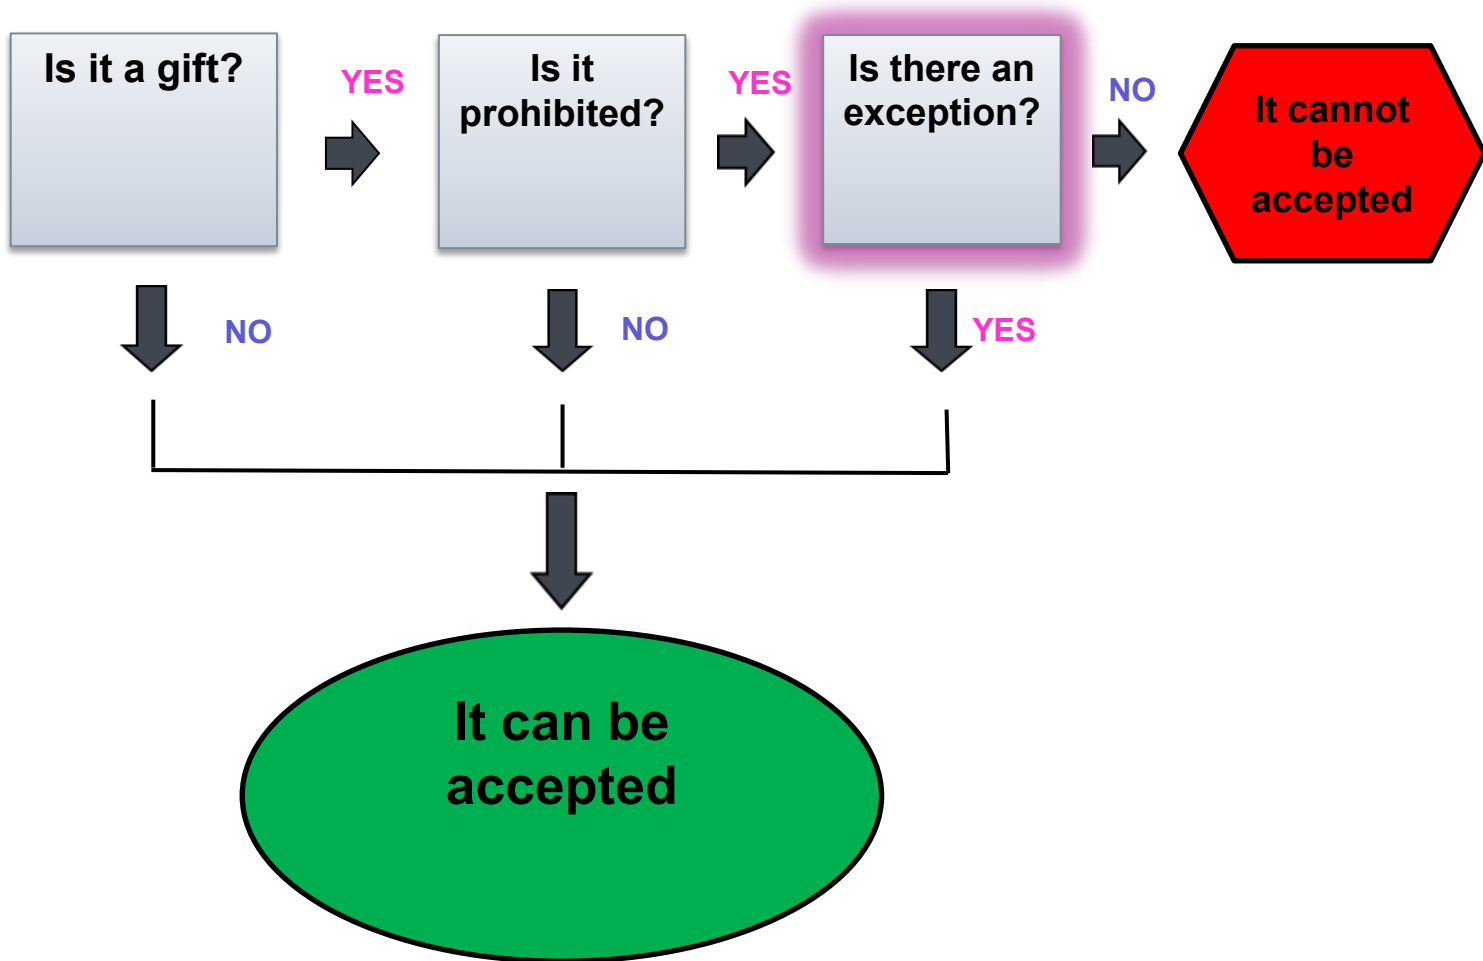 Is it a gift?
YES
Is it
prohibited?
YES
Is there an
exception?
NO
It cannot
be
accepted
NO
NO
YES
It can be
accepted